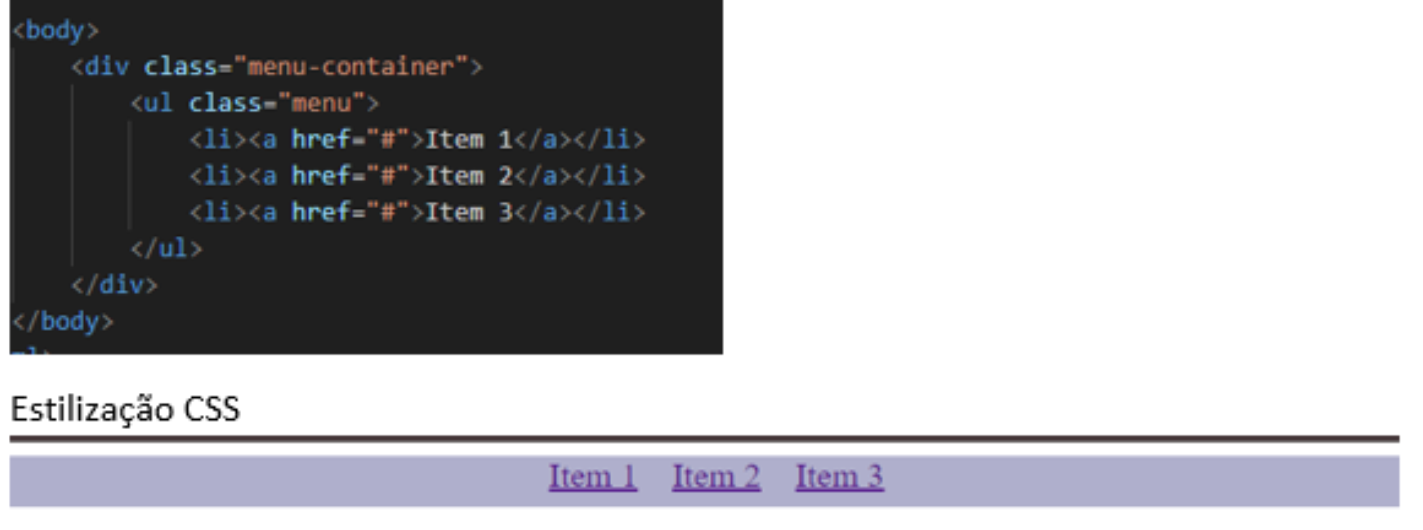 <body>
<div class="menu-container">
<ul class="menu">
<li><a href="#">Item 1</a></li>
<li><a href="#">Item 2</a></li>
<li><a href="#">Item 3</a></li>
</ul>
</div>
</body>
Estilização CSS
Item 1 Item 2 Item 3